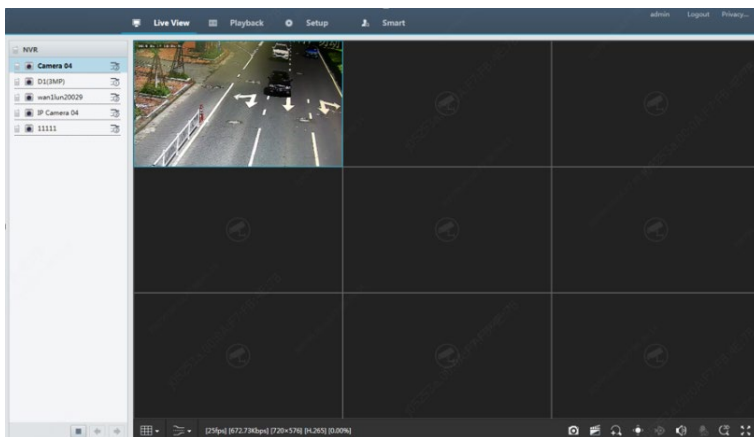 admin Logout Privacy...
Live View Playback Setup Smart
NVR
Camera 04
D1(3MP)
wan1lun20029
IP Camera 04
11111
[25fps] [672.73Kbps] [720×576] [H.265] [0.00%]